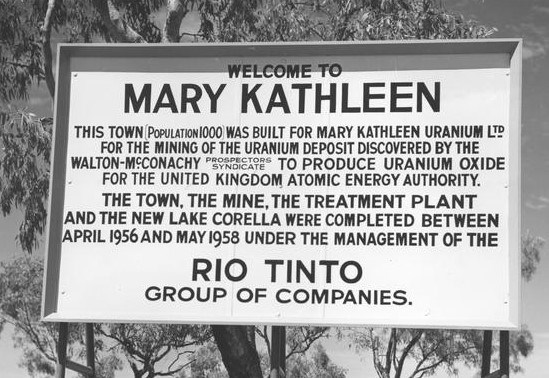 WELCOME TO
MARY KATHLEEN
THIS TOWN (POPULATION 1000) WAS BUILT FOR MARY KATHLEEN URANIUM LTD
FOR THE MINING OF THE URANIUM DEPOSIT DISCOVERED BY THE
WALTON-McCONACHY PROSPECTORS SYNDICATE TO PRODUCE URANIUM OXIDE
FOR THE UNITED KINGDOM ATOMIC ENERGY AUTHORITY.
THE TOWN, THE MINE, THE TREATMENT PLANT
AND THE NEW LAKE CORELLA WERE COMPLETED BETWEEN
APRIL 1956 AND MAY 1958 UNDER THE MANAGEMENT OF THE
RIO TINTO
GROUP OF COMPANIES.